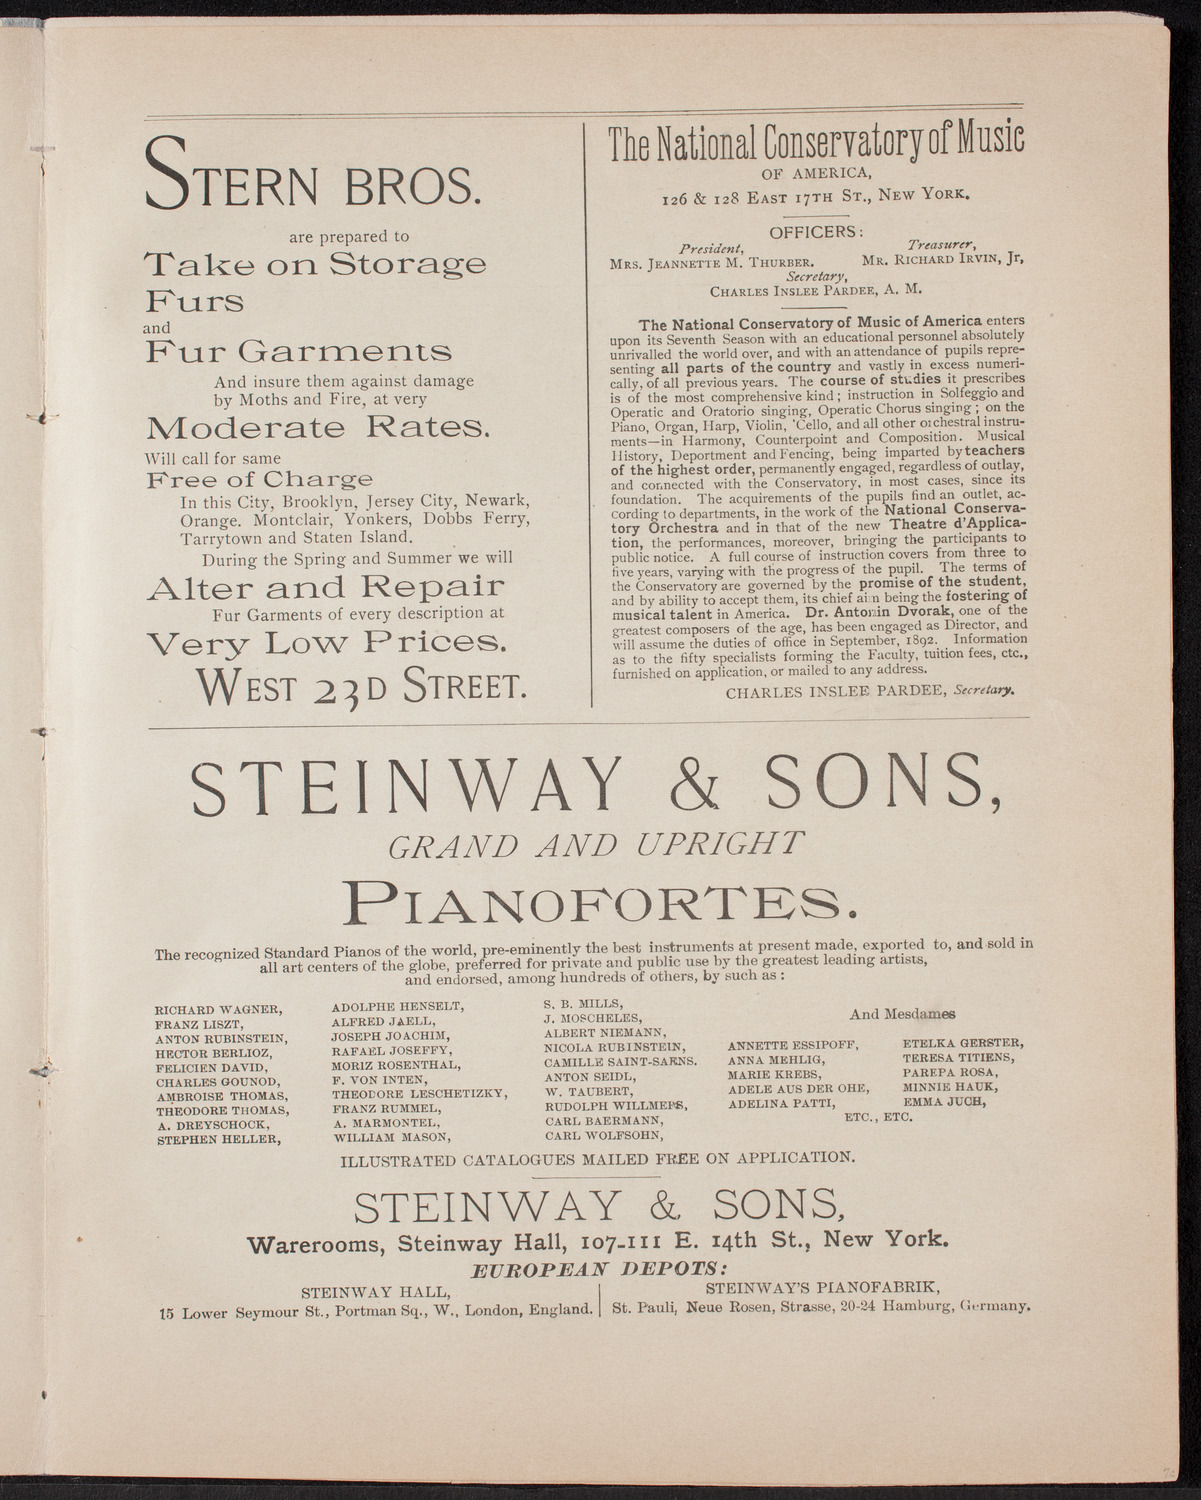 STERN BROS.
are prepared to
Take on Storage
Furs
and
Fur Garments
And insure them against damage
by Moths and Fire, at very
Moderate Rates.
Will call for same
Free of Charge
In this City, Brooklyn, Jersey City, Newark,
Orange. Montclair, Yonkers, Dobbs Ferry,
Tarrytown and Staten Island.
During the Spring and Summer we will
Alter and Repair
Fur Garments of every description at
Very Low Prices.
WEST 23D STREET.
The National Conservatory of Music
OF AMERICA,
126 & 128 EAST 17TH ST., NEW YORK.
OFFICERS:
President, Treasurer,
MRS. JEANNETTE M. THURBER. MR. RICHARD IRVIN, Jr,
Secretary,
CHARLES INSLEE PARDEE, A. M.
The National Conservatory of Music of America enters
upon its Seventh Season with an educational personnel absolutely
unrivalled the world over, and with an attendance of pupils repre-
senting all parts of the country and vastly in excess numeri-
cally, of all previous years. The course of studies it prescribes
is of the most comprehensive kind; instruction in Solfeggio and
Operatic and Oratorio singing, Operatic Chorus singing; on the
Piano, Organ, Harp, Violin, 'Cello, and all other orchestral instru-
ments—in Harmony, Counterpoint and Composition. Musical
History, Deportment and Fencing, being imparted by teachers
of the highest order, permanently engaged, regardless of outlay,
and connected with the Conservatory, in most cases, since its
foundation. The acquirements of the pupils find an outlet, ac-
cording to departments, in the work of the National Conserva-
tory Orchestra and in that of the new Theatre d'Applica-
tion, the performances, moreover, bringing the participants to
public notice. A full course of instruction covers from three to
five years, varying with the progress of the pupil. The terms of
the Conservatory are governed by the promise of the student,
and by ability to accept them, its chief aim being the fostering of
musical talent in America. Dr. Antonin Dvorak, one of the
greatest composers of the age, has been engaged as Director, and
will assume the duties of office in September, 1892. Information
as to the fifty specialists forming the Faculty, tuition fees, etc.,
furnished on application, or mailed to any address.
CHARLES INSLEE PARDEE, Secretary.
STEINWAY & SONS,
GRAND AND UPRIGHT
PIANOFORTES.
The recognized Standard Pianos of the world, pre-eminently the best instruments at present made, exported to, and sold in
all art centers of the globe, preferred for private and public use by the greatest leading artists,
and endorsed, among hundreds of others, by such as:
RICHARD WAGNER,
FRANZ LISZT,
ANTON RUBINSTEIN,
HECTOR BERLIOZ,
FELICIEN DAVID,
CHARLES GOUNOD,
AMBROISE THOMAS,
THEODORE THOMAS,
A. DREYSCHOCK,
STEPHEN HELLER,
ADOLPHE HENSELT,
ALFRED JAELL,
JOSEPH JOACHIM,
RAFAEL JOSEFFY,
MORIZ ROSENTHAL,
F. VON INTEN,
THEODORE LESCHETIZKY,
FRANZ RUMMEL,
A. MARMONTEL,
WILLIAM MASON,
S. B. MILLS,
J. MOSCHELES,
ALBERT NIEMANN,
NICOLA RUBINSTEIN,
CAMILLE SAINT-SAENS.
ANTON SEIDL,
W. TAUBERT,
RUDOLPH WILLMERS,
CARL BAERMANN,
CARL WOLFSOHN,
And Mesdames
ANNETTE ESSIPOFF,
ANNA MEHLIG,
MARIE KREBS,
ADELE AUS DER OHE,
ADELINA PATTI,
ETELKA GERSTER,
TERESA TITIENS,
PAREPA ROSA,
MINNIE HAUK,
EMMA JUCH,
ETC., ETC.
ILLUSTRATED CATALOGUES MAILED FREE ON APPLICATION.
STEINWAY & SONS,
Warerooms, Steinway Hall, 107-111 E. 14th St., New York.
EUROPEAN DEPOTS:
STEINWAY HALL,
15 Lower Seymour St., Portman Sq., W., London, England.
STEINWAY'S PIANOFABRIK,
St. Pauli, Neue Rosen, Strasse, 20-24 Hamburg, Germany.